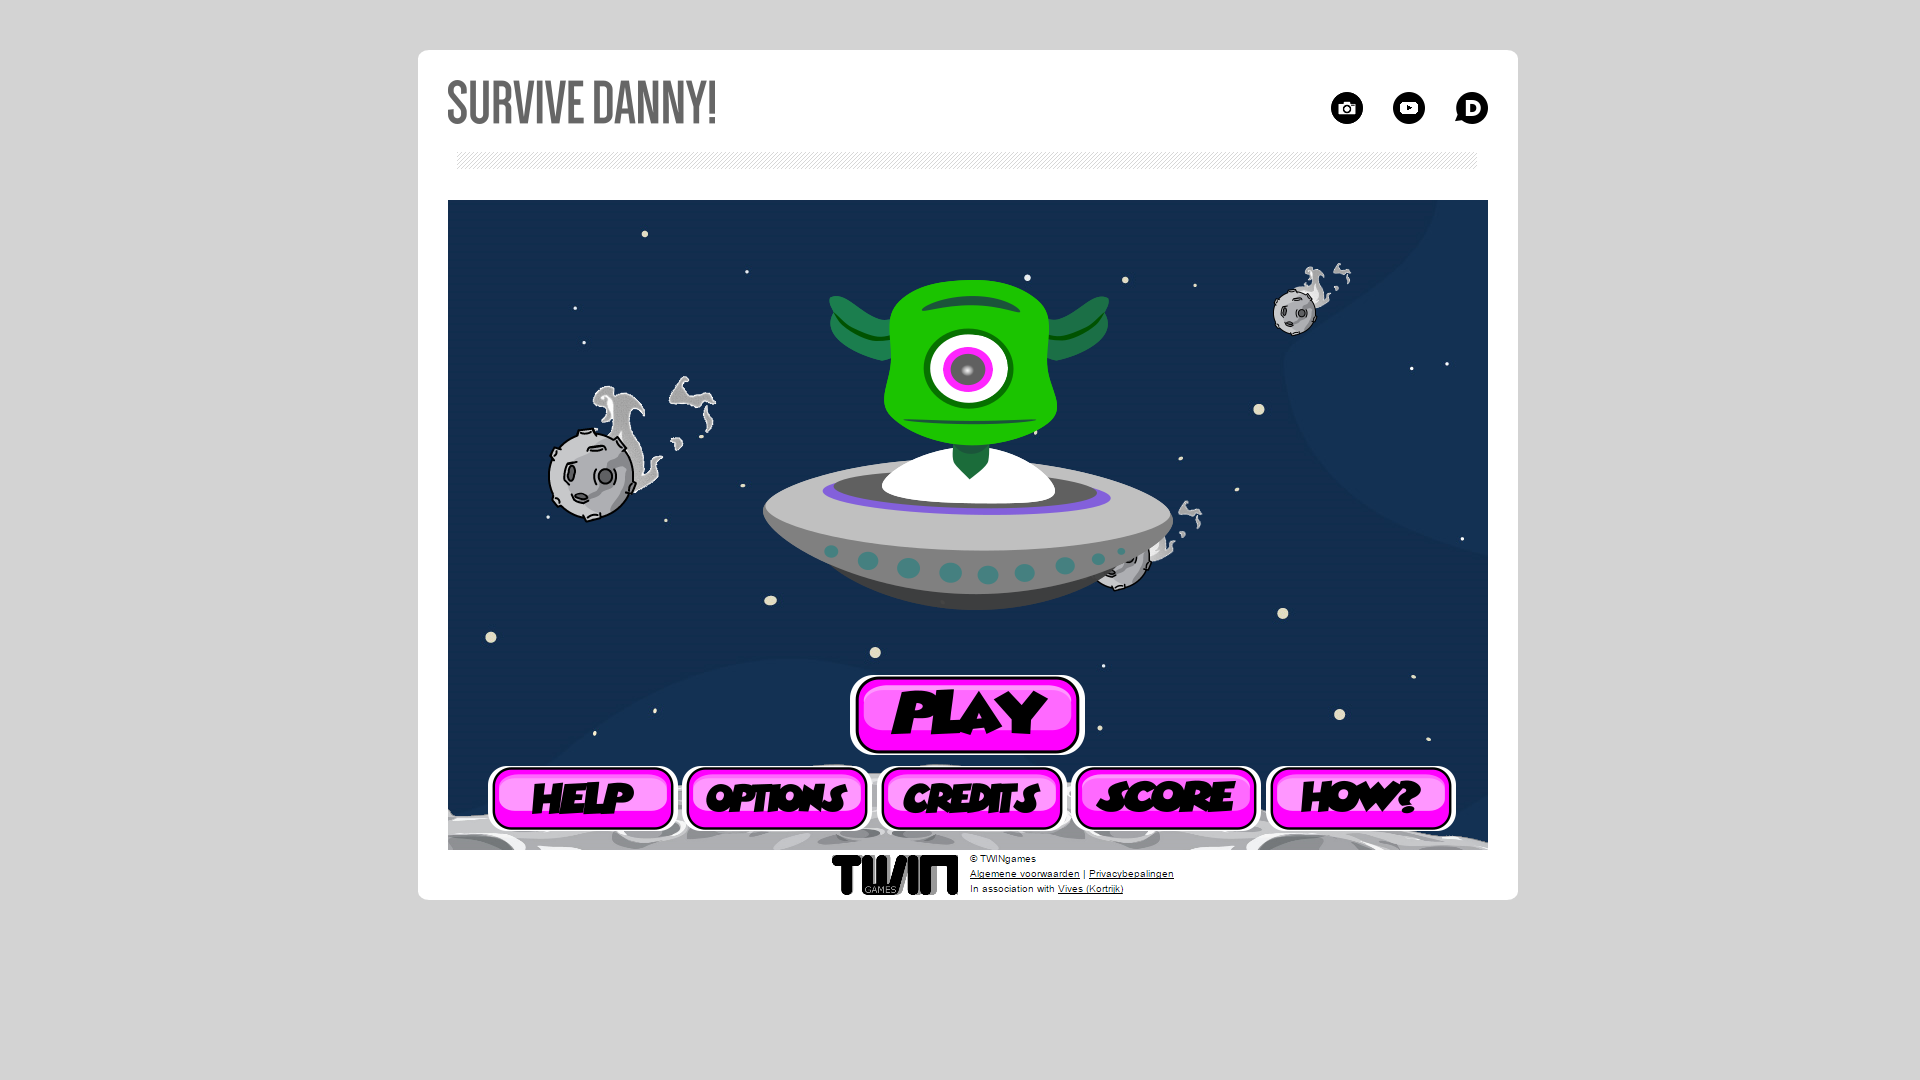 SURVIVE DANNY!
D
PLAY
HELP
OPTIONS
CREDITS
SCORE
HOW?
TWIN
GAMES
© TWINgames
Algemene voorwaarden | Privacybepalingen
In association with Vives (Kortrijk)